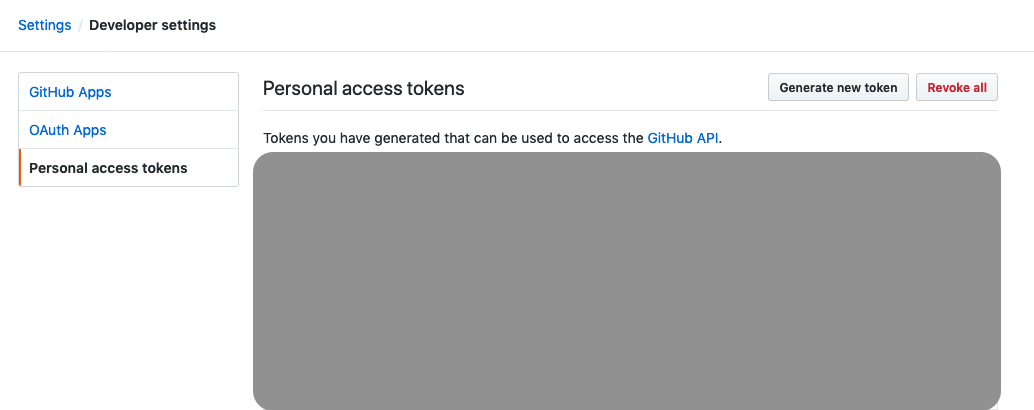 Settings / Developer settings
GitHub Apps
OAuth Apps
Personal access tokens
Personal access tokens
Generate new token
Revoke all
Tokens you have generated that can be used to access the GitHub API.